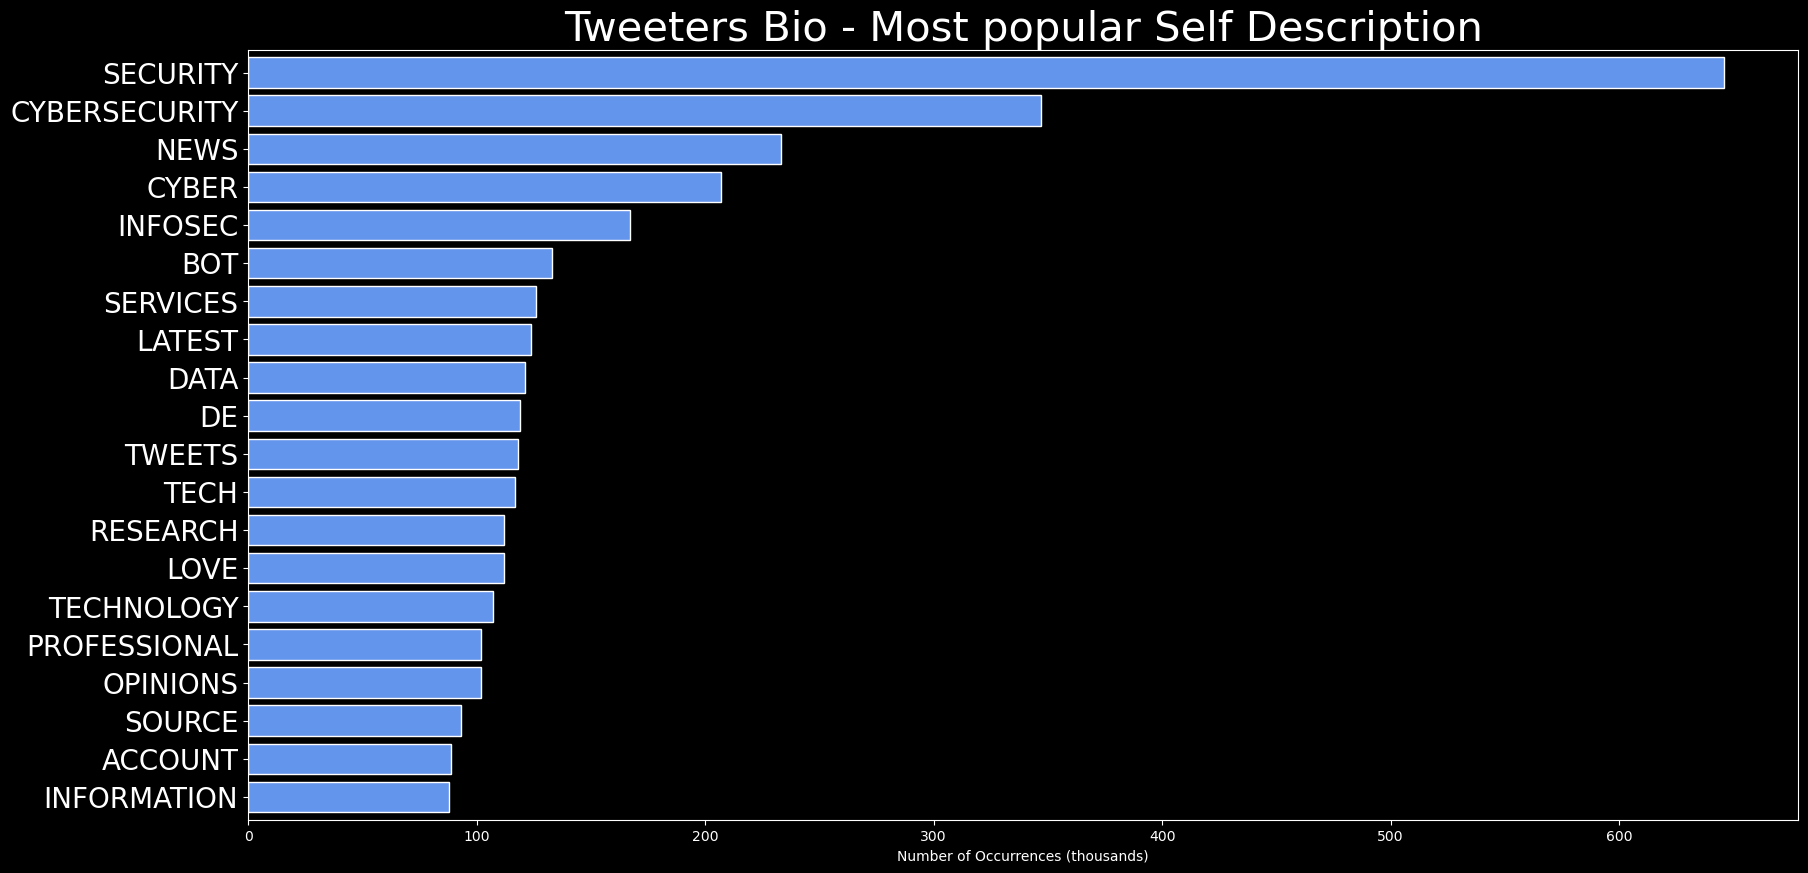 Tweeters Bio - Most popular Self Description
SECURITY
CYBERSECURITY
NEWS
CYBER
INFOSEC
BOT
SERVICES
LATEST
DATA
DE
TWEETS
TECH
RESEARCH
LOVE
TECHNOLOGY
PROFESSIONAL
OPINIONS
SOURCE
ACCOUNT
INFORMATION
0 100 200 300 400 500 600
Number of Occurrences (thousands)